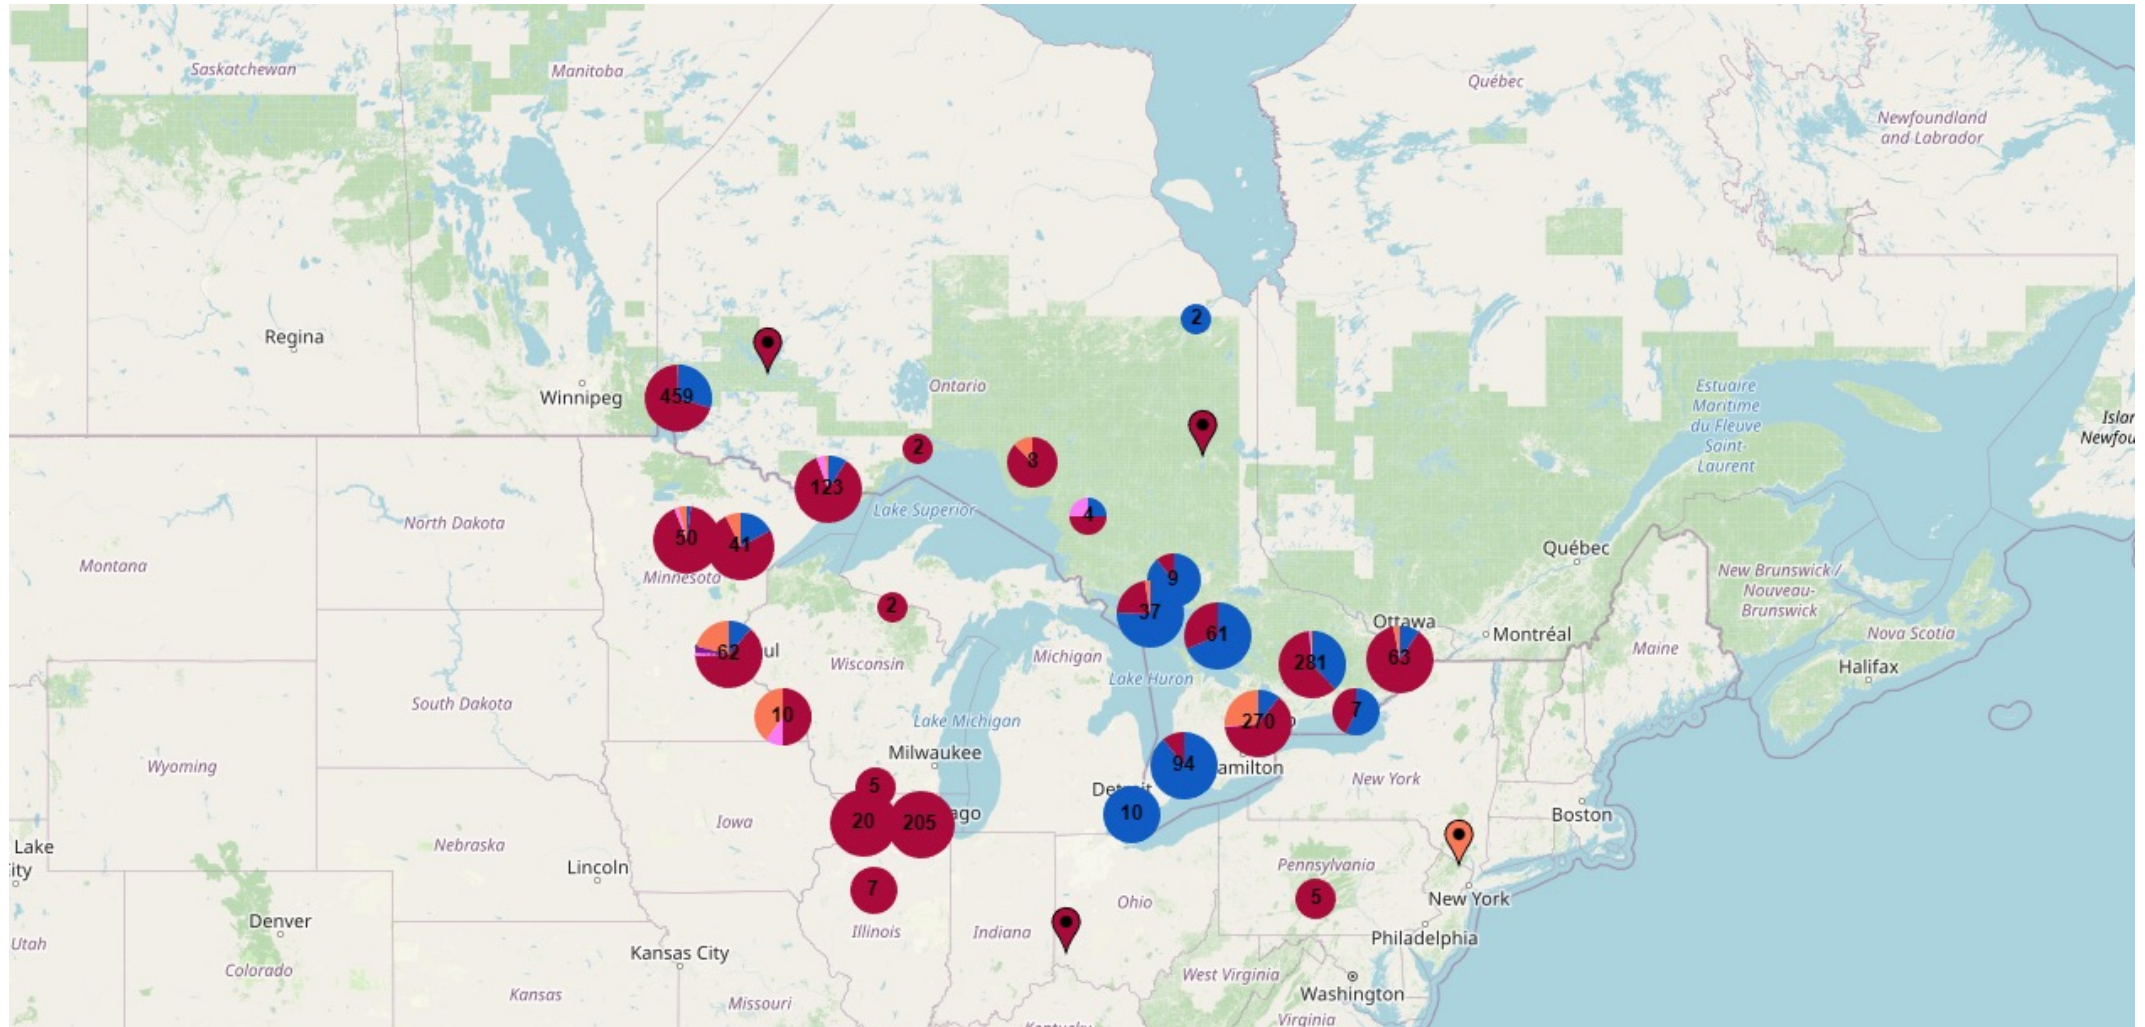 Saskatchewan
Manitoba
Québec
Newfoundland
and Labrador
2
Regina
Winnipeg
459
Ontario
Estuaire
Maritime
du Fleuve
Saint-
Laurent
Islan
Newfou
2
3
123
4
Lake Superior
North Dakota
50
41
Montana
Minnesota
Québec
New Brunswick /
Nouveau-
Brunswick
9
2
37
61
Ottawa
Montréal
Nova Scotia
62
ul
Wisconsin
Michigan
281
63
Maine
Halifax
Lake Huron
South Dakota
10
Lake Michigan
270
o
7
Milwaukee
Wyoming
94
amilton
New York
5
Det
it
10
Boston
20
205
ago
Iowa
Nebraska
Lake
ity
Lincoln
Pennsylvania
7
5
New York
Ohio
Denver
Illinois
Indiana
Utah
Philadelphia
Kansas City
Colorado
West Virginia
Washington
Kansas
Missouri
Virginia
Kentucky